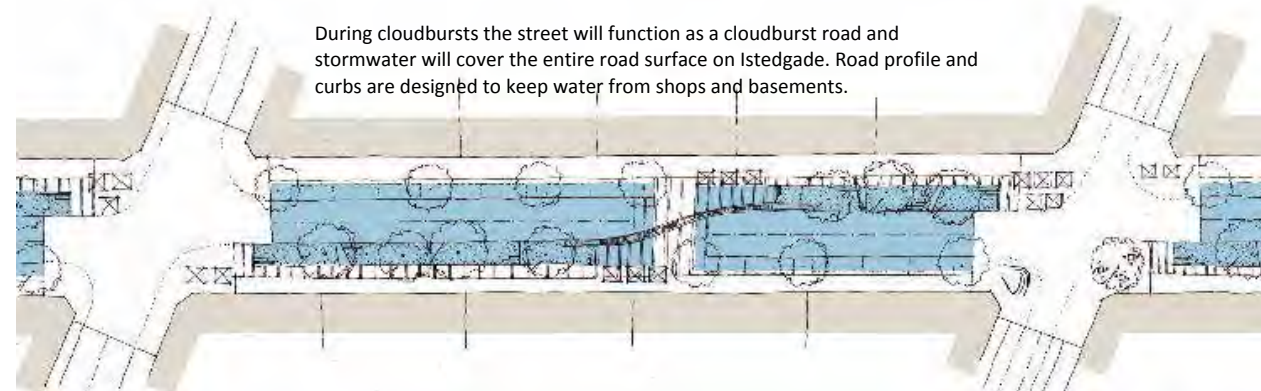 During cloudbursts the street will function as a cloudburst road and
stormwater will cover the entire road surface on Istedgade. Road profile and
curbs are designed to keep water from shops and basements.